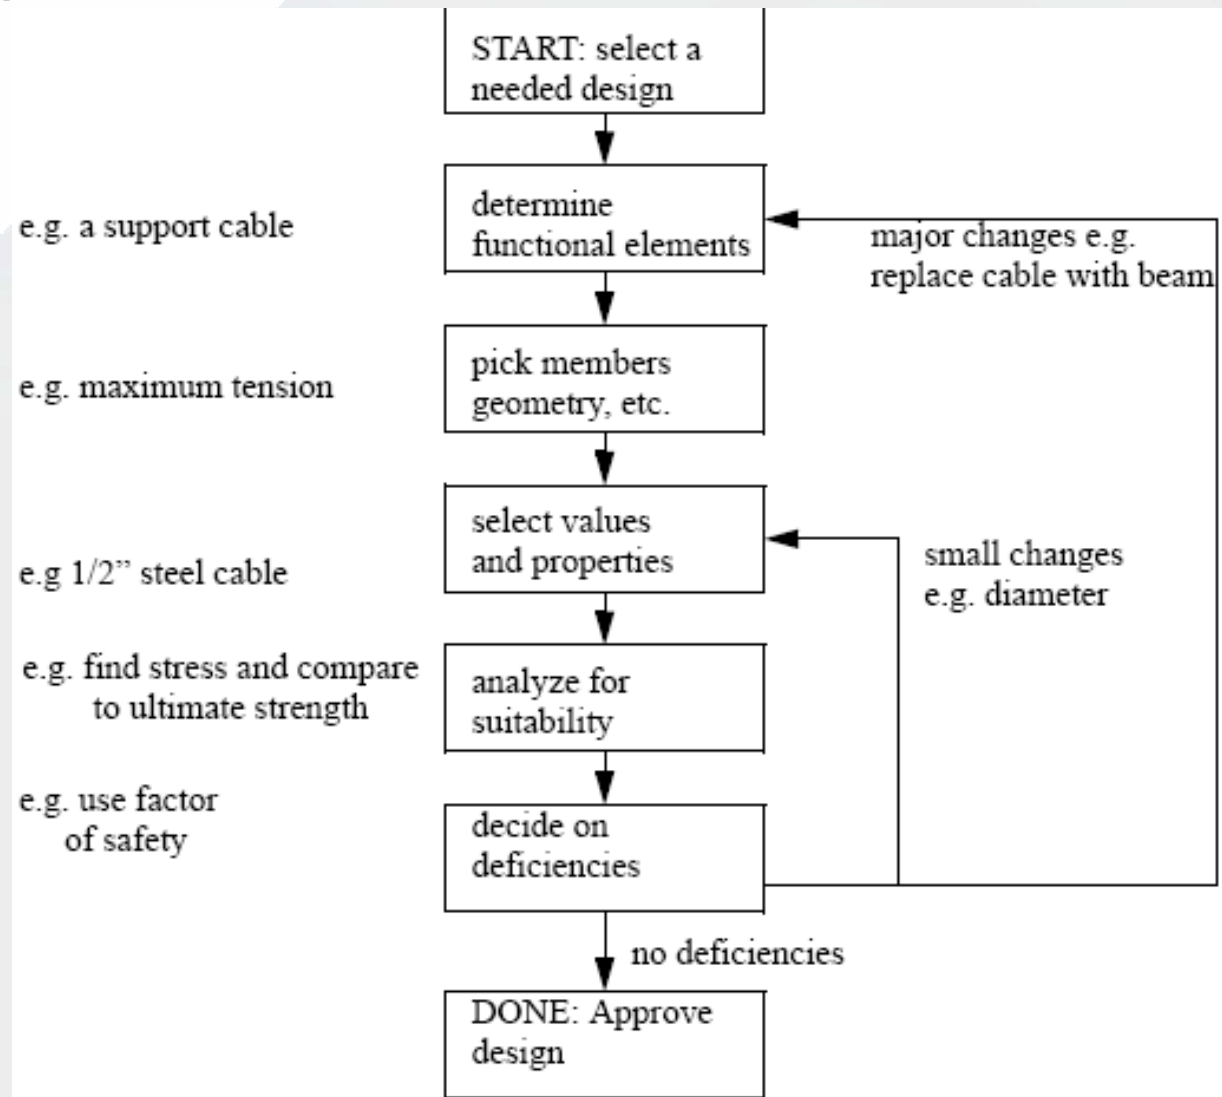 START: select a
needed design
e.g. a support cable
determine
functional elements
major changes e.g.
replace cable with beam
e.g. maximum tension
pick members
geometry, etc.
e.g 1/2” steel cable
select values
and properties
small changes
e.g. diameter
e.g. find stress and compare
to ultimate strength
analyze for
suitability
e.g. use factor
of safety
decide on
deficiencies
no deficiencies
DONE: Approve
design